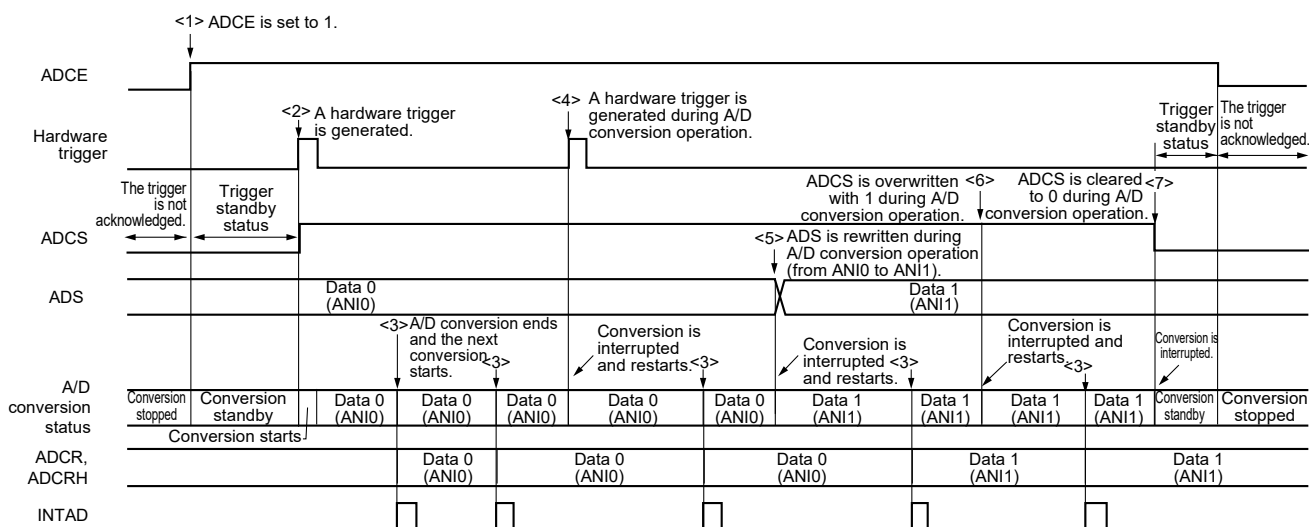 <1> ADCE is set to 1.
ADCE
<2> A hardware trigger
is generated.
<4> A hardware trigger is
generated during A/D
conversion operation.
Trigger
standby
status
The trigger
is not
acknowledged.
Hardware
trigger
The trigger
is not
acknowledged.
Trigger
standby
status
ADCS is overwritten <6>
with 1 during A/D
conversion operation.
ADCS is cleared <7>
to 0 during A/D
conversion operation.
ADCS
<5> ADS is rewritten during
A/D conversion operation
(from ANI0 to ANI1).
ADS
Data 0
(ANI0)
Data 1
(ANI1)
<3> A/D conversion ends
and the next
conversion
starts.
<3>
Conversion is
interrupted
and restarts.
<3>
Conversion is
interrupted
and restarts.
<3>
Conversion is
interrupted and
restarts.
<3>
Conversion is
interrupted.
A/D
conversion
status
Conversion
stopped
Conversion
standby
Conversion starts
Data 0
(ANI0)
Data 0
(ANI0)
Data 0
(ANI0)
Data 0
(ANI0)
Data 0
(ANI0)
Data 1
(ANI1)
Data 1
(ANI1)
Data 1
(ANI1)
Data 1
(ANI1)
Conversion
standby
Conversion
stopped
ADCR,
ADCRH
Data 0
(ANI0)
Data 0
(ANI0)
Data 0
(ANI0)
Data 1
(ANI1)
Data 1
(ANI1)
INTAD